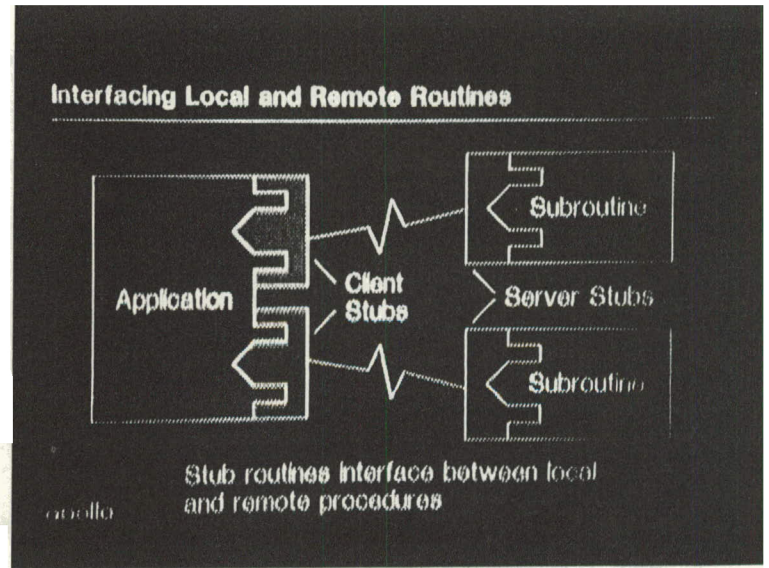 Interfacing Local and Remote Routines
Subroutine
Application
Client
Stubs
Server Stubs
Subroutine
Stub routines interface between local
and remote procedures
apollo